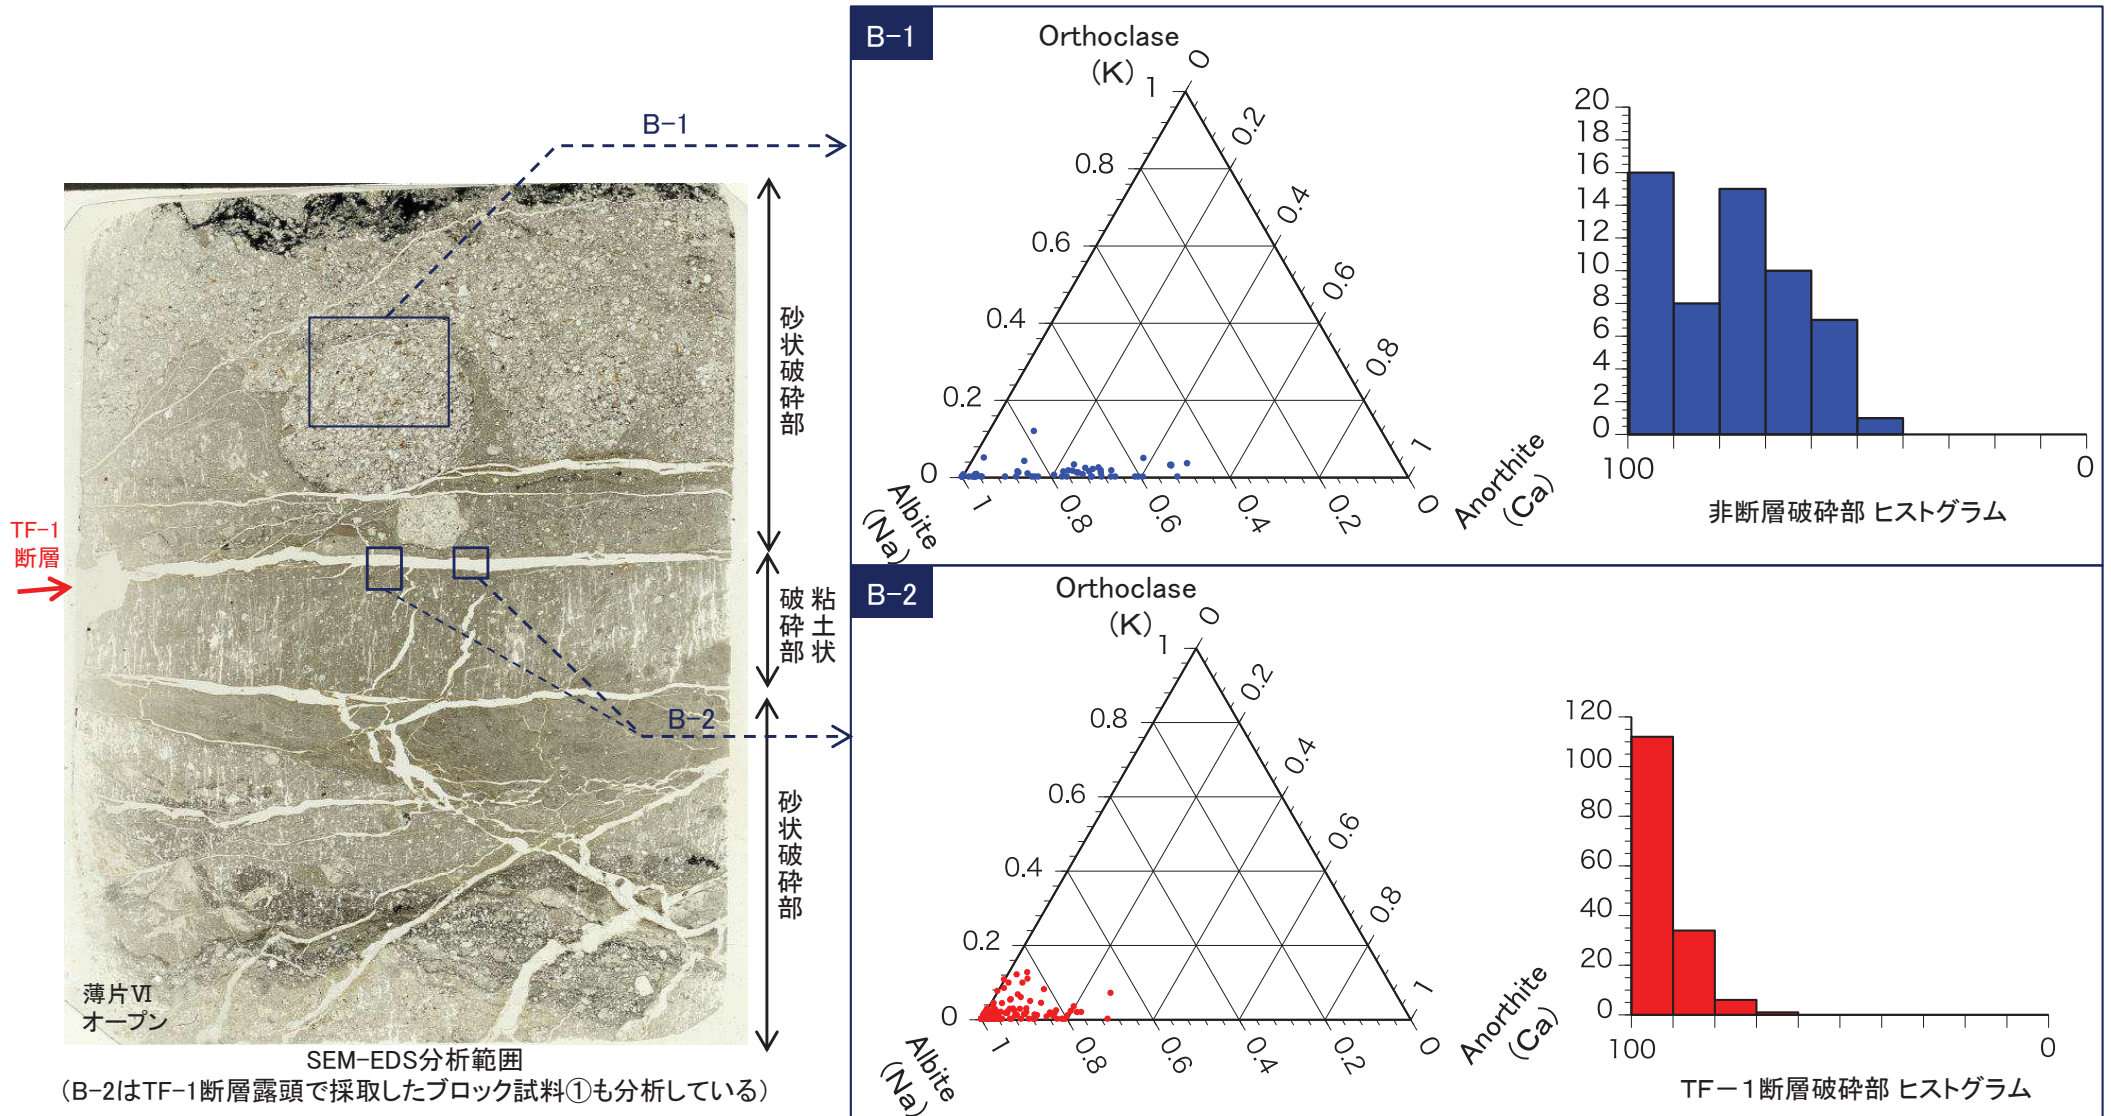 TF-1
断層
B-1
B-2
砂状破砕部
粘土状
破砕部
砂状破砕部
薄片Ⅵ
オープン
SEM-EDS分析範囲
(B-2はTF-1断層露頭で採取したブロック試料①も分析している)
B-1
Orthoclase
(K)
1
0.8
0.6
0.4
0.2
0
0
0.2
0.4
0.6
0.8
1
1
0.8
0.6
0.4
0.2
0
Albite
(Na)
Anorthite
(Ca)
20
18
16
14
12
10
8
6
4
2
0
100
0
非断層破砕部 ヒストグラム
B-2
Orthoclase
(K)
1
0.8
0.6
0.4
0.2
0
0
0.2
0.4
0.6
0.8
1
1
0.8
0.6
0.4
0.2
0
Albite
(Na)
Anorthite
(Ca)
120
100
80
60
40
20
0
100
0
TF-1断層破砕部 ヒストグラム